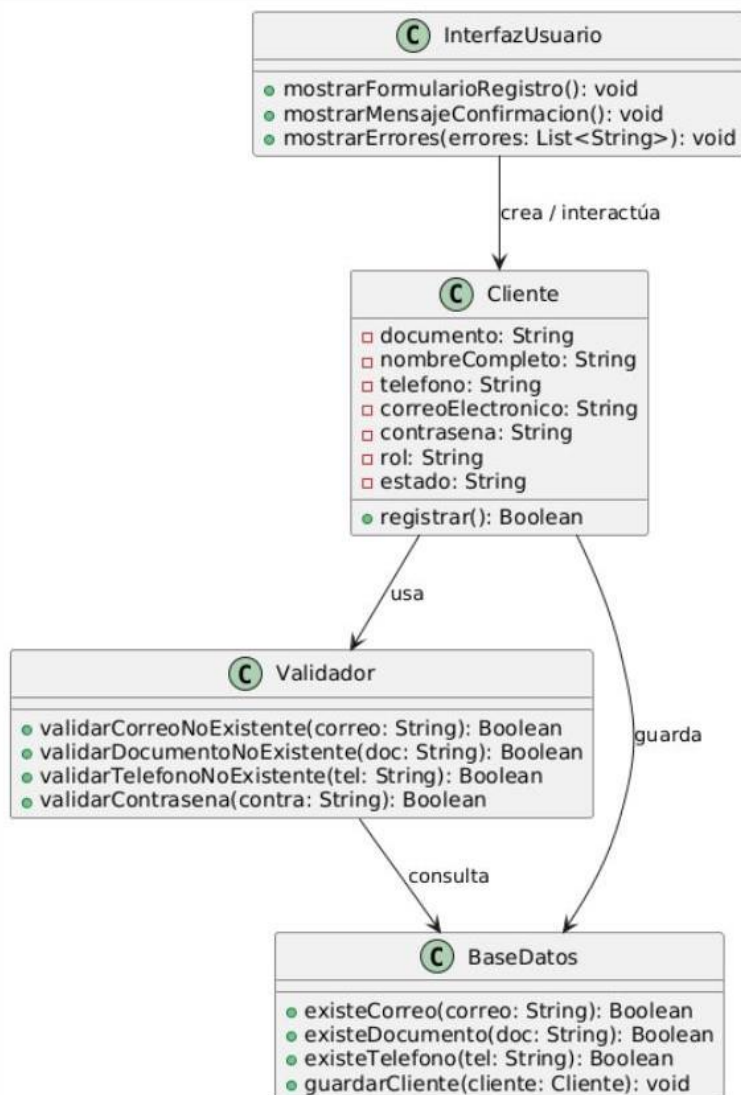 C InterfazUsuario
mostrarFormularioRegistro(): void
mostrarMensajeConfirmacion(): void
mostrarErrores(errores: List<String>): void
crea / interactúa
C Cliente
documento: String
nombreCompleto: String
telefono: String
correoElectronico: String
contrasena: String
rol: String
estado: String
registrar(): Boolean
usa
C Validador
validarCorreoNoExistente(correo: String): Boolean
validarDocumentoNoExistente(doc: String): Boolean
validarTelefonoNoExistente(tel: String): Boolean
validarContrasena(contra: String): Boolean
guarda
consulta
C BaseDatos
existeCorreo(correo: String): Boolean
existeDocumento(doc: String): Boolean
existeTelefono(tel: String): Boolean
guardarCliente(cliente: Cliente): void